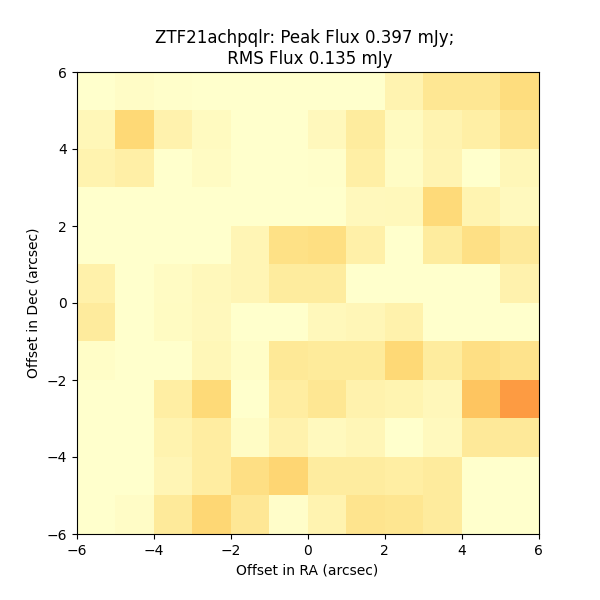 ZTF21achpqlr: Peak Flux 0.397 mJy;
RMS Flux 0.135 mJy
6
4
2
0
−2
−4
−6
Offset in Dec (arcsec)
−6 −4 −2 0 2 4 6
Offset in RA (arcsec)